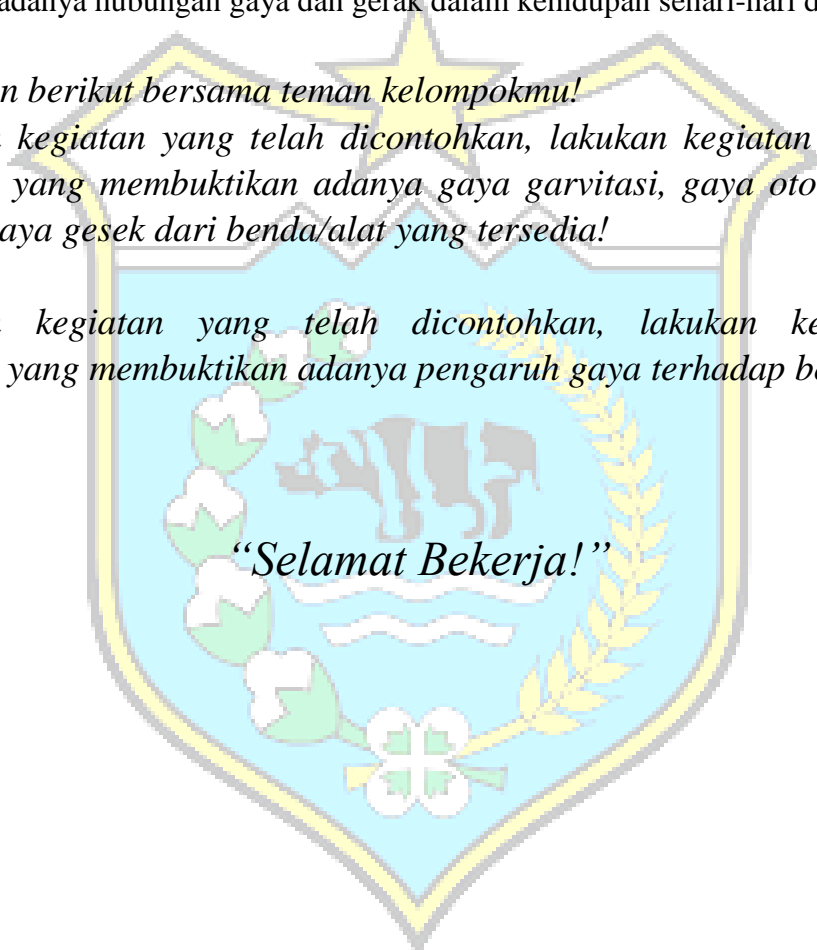 adanya hubungan gaya dan gerak dalam kehidupan sehari-hari d
n berikut bersama teman kelompokmu!
kegiatan yang telah dicontohkan, lakukan kegiatan
yang membuktikan adanya gaya garvitasi, gaya oto
aya gesek dari benda/alat yang tersedia!
kegiatan yang telah dicontohkan, lakukan ke
yang membuktikan adanya pengaruh gaya terhadap be
“Selamat Bekerja!”